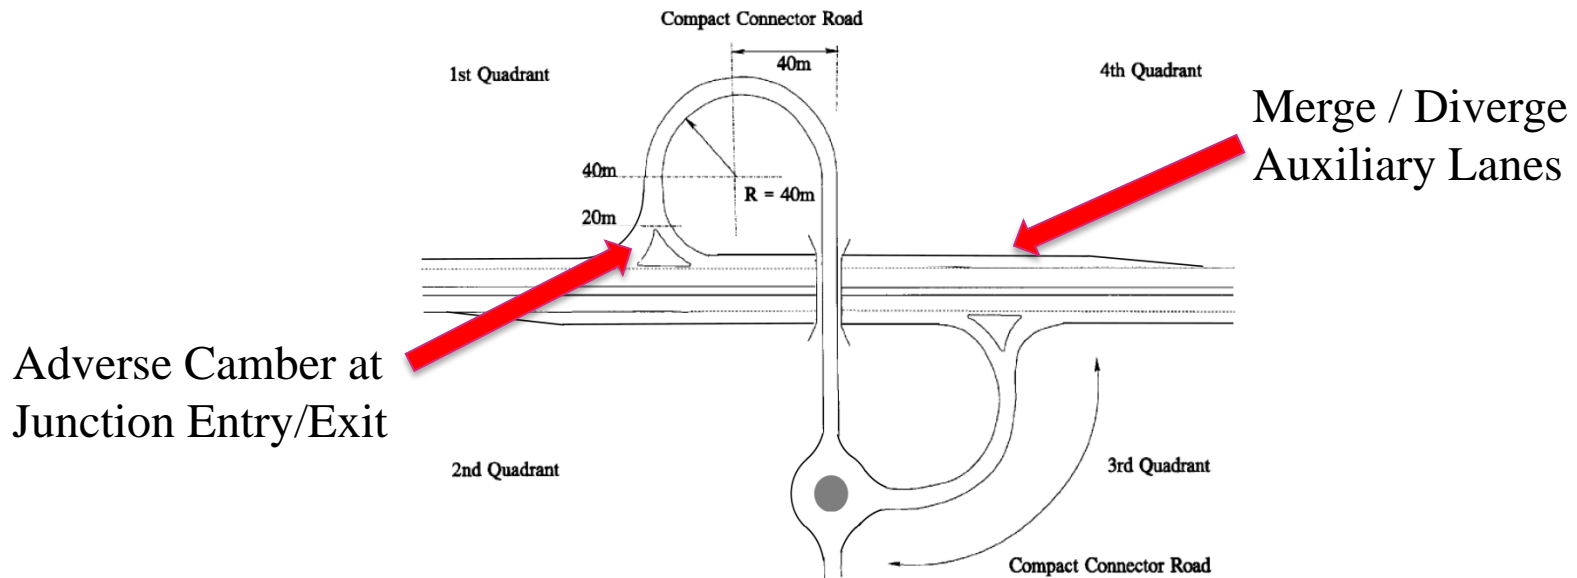 Compact Connector Road
40m
1st Quadrant
4th Quadrant
Merge / Diverge
Auxiliary Lanes
40m
R = 40m
20m
Adverse Camber at
Junction Entry/Exit
2nd Quadrant
3rd Quadrant
Compact Connector Road